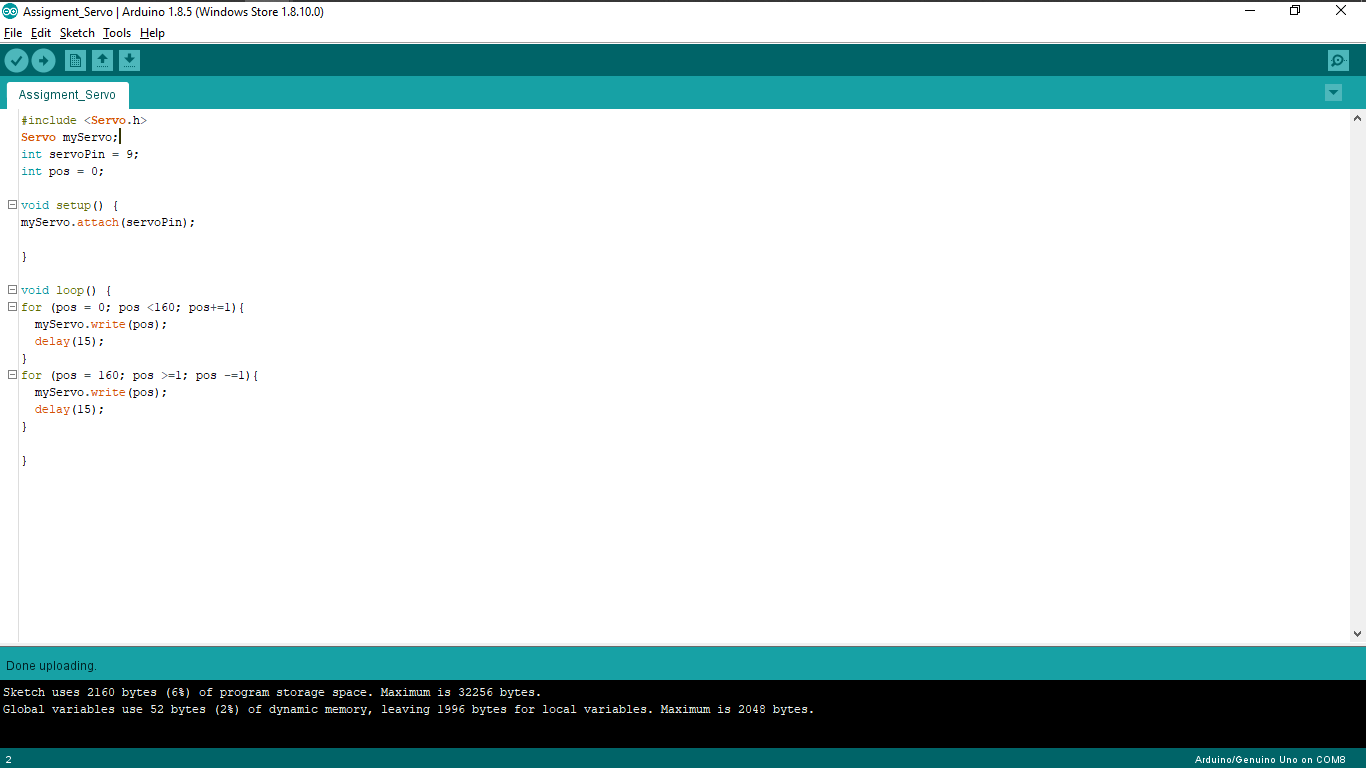 Assigment_Servo | Arduino 1.8.5 (Windows Store 1.8.10.0)
File Edit Sketch Tools Help
Assigment_Servo
#include <Servo.h>
Servo myServo;
int servoPin = 9;
int pos = 0;
void setup() {
myServo.attach(servoPin);
}
void loop() {
for (pos = 0; pos <160; pos+=1){
myServo.write(pos);
delay(15);
}
for (pos = 160; pos >=1; pos -=1){
myServo.write(pos);
delay(15);
}
}
Done uploading.
Sketch uses 2160 bytes (6%) of program storage space. Maximum is 32256 bytes.
Global variables use 52 bytes (2%) of dynamic memory, leaving 1996 bytes for local variables. Maximum is 2048 bytes.
2 Arduino/Genuino Uno on COM8